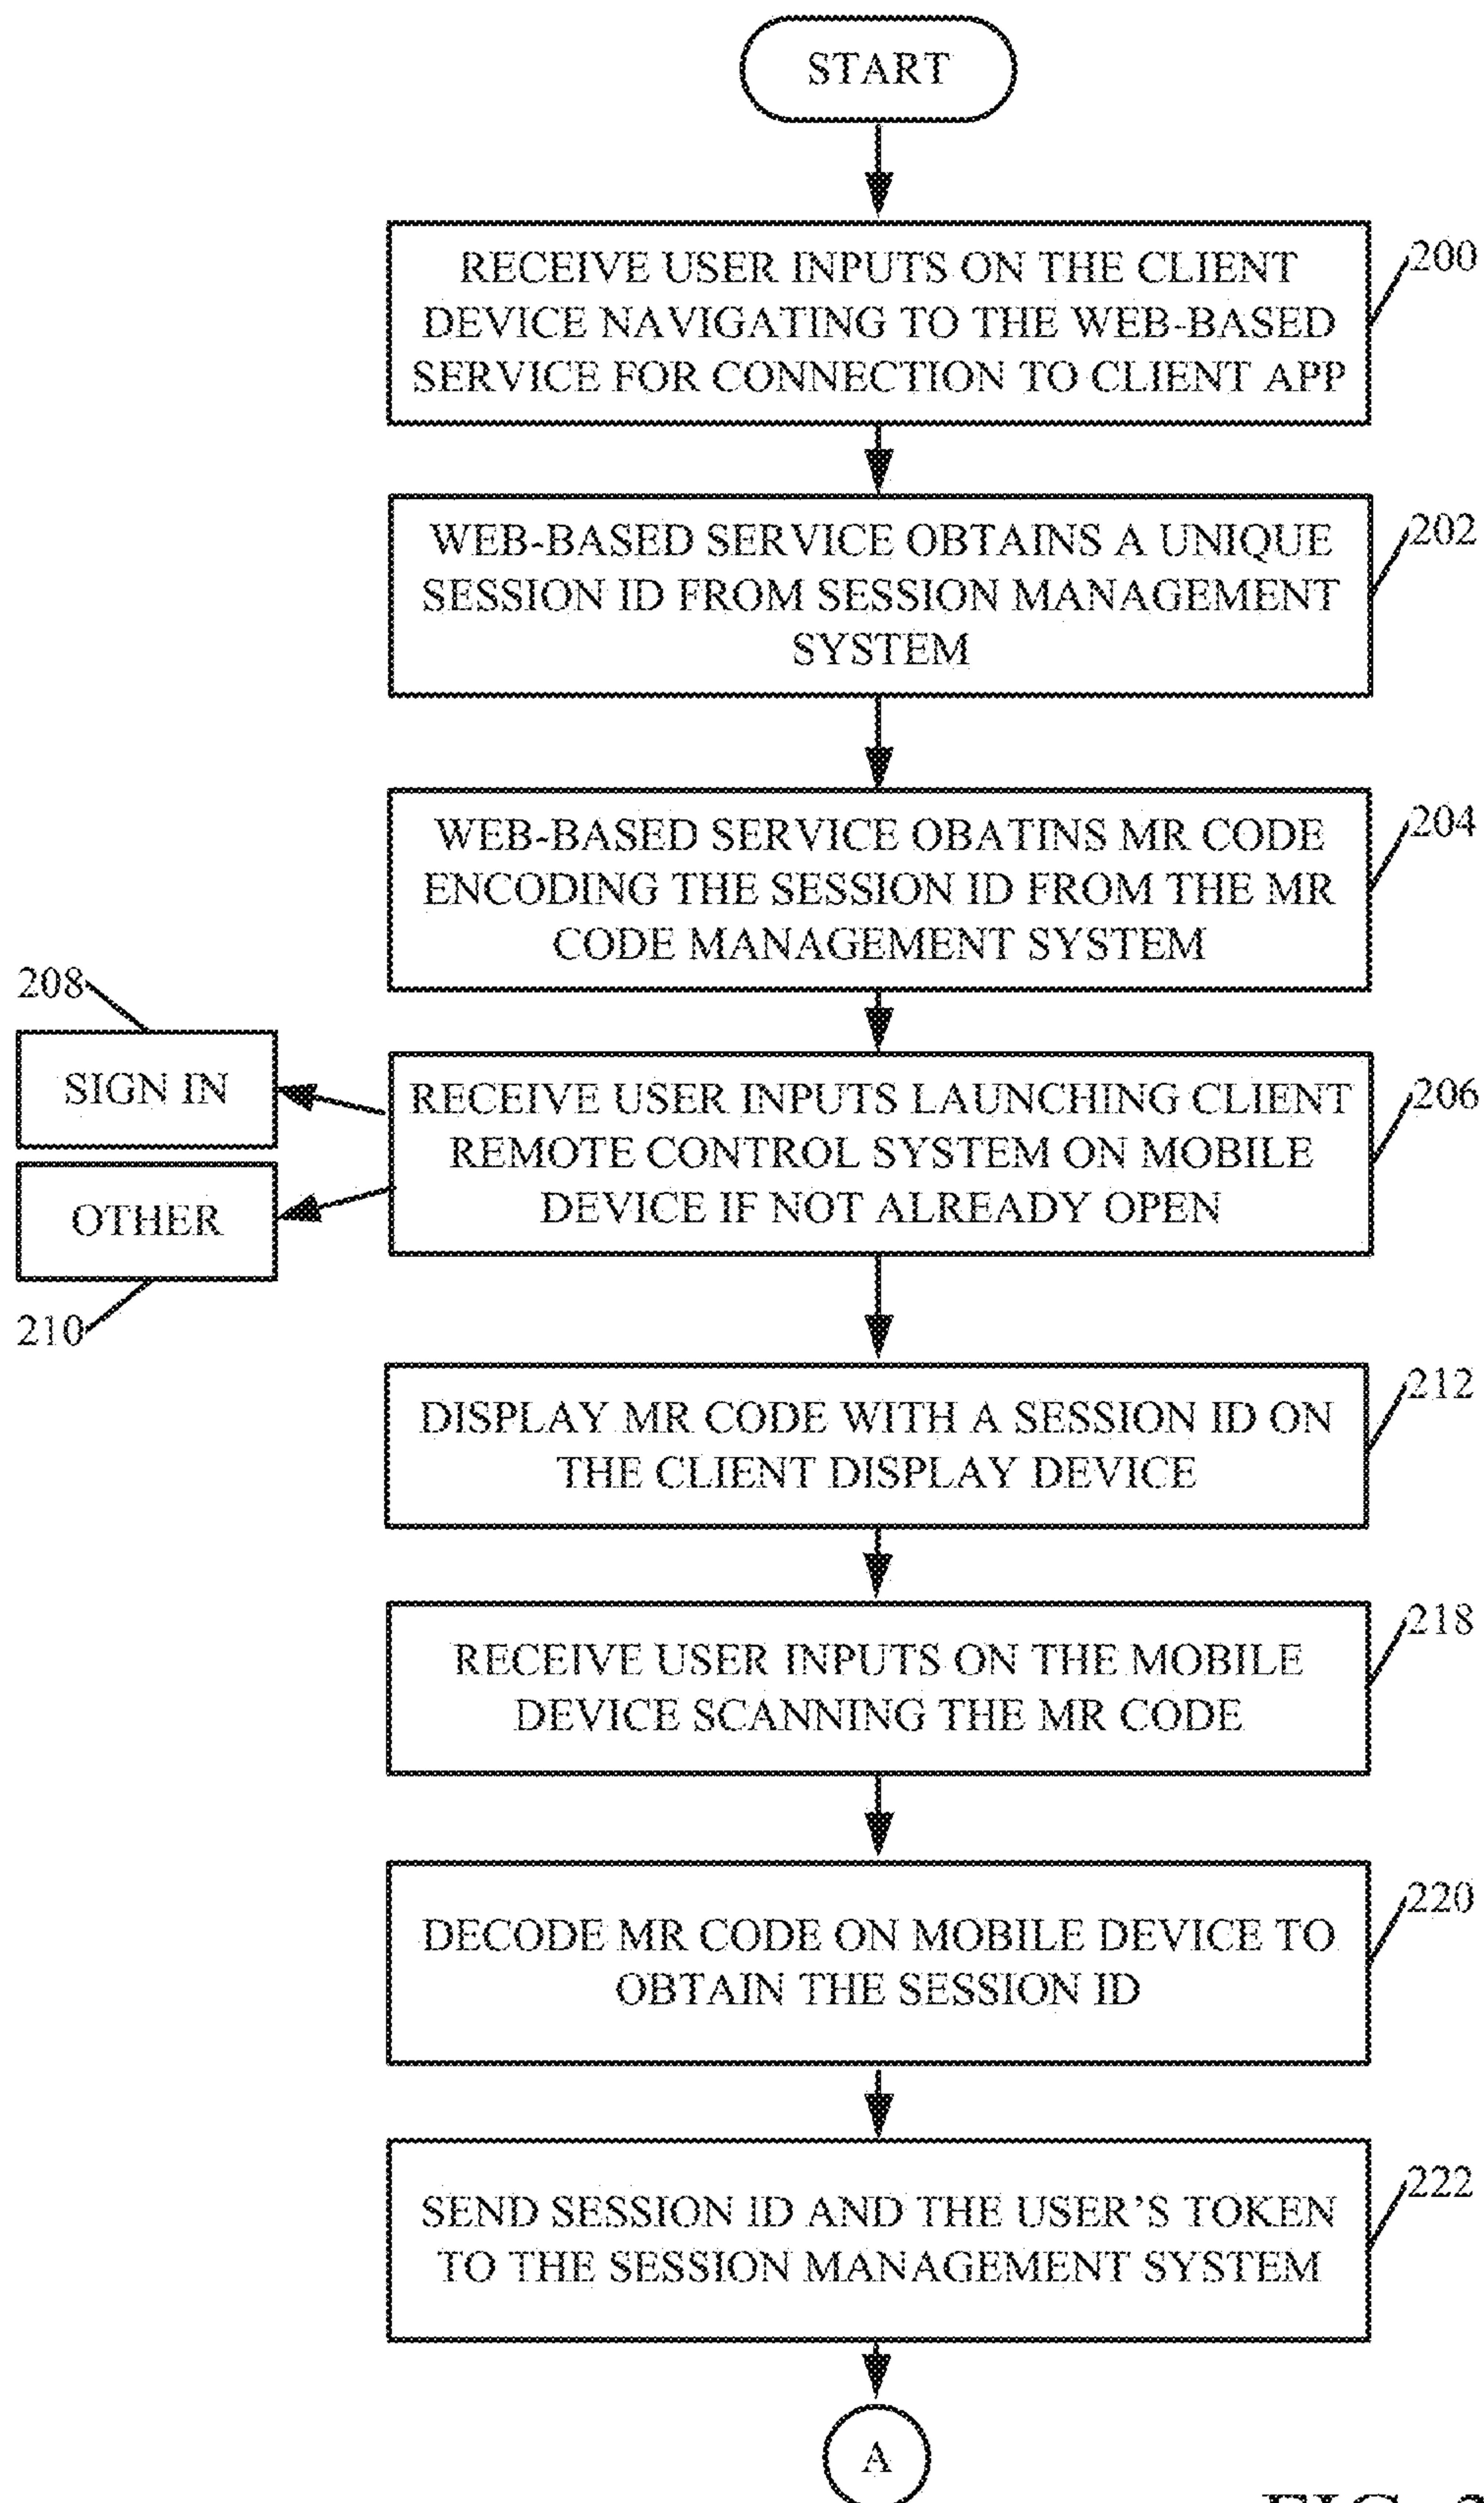 START
RECEIVE USER INPUTS ON THE CLIENT
DEVICE NAVIGATING TO THE WEB-BASED
SERVICE FOR CONNECTION TO CLIENT APP
200
WEB-BASED SERVICE OBTAINS A UNIQUE
SESSION ID FROM SESSION MANAGEMENT
SYSTEM
202
WEB-BASED SERVICE OBATINS MR CODE
ENCODING THE SESSION ID FROM THE MR
CODE MANAGEMENT SYSTEM
204
208
SIGN IN
RECEIVE USER INPUTS LAUNCHING CLIENT
REMOTE CONTROL SYSTEM ON MOBILE
DEVICE IF NOT ALREADY OPEN
206
OTHER
210
DISPLAY MR CODE WITH A SESSION ID ON
THE CLIENT DISPLAY DEVICE
212
RECEIVE USER INPUTS ON THE MOBILE
DEVICE SCANNING THE MR CODE
218
DECODE MR CODE ON MOBILE DEVICE TO
OBTAIN THE SESSION ID
220
SEND SESSION ID AND THE USER'S TOKEN
TO THE SESSION MANAGEMENT SYSTEM
222
A